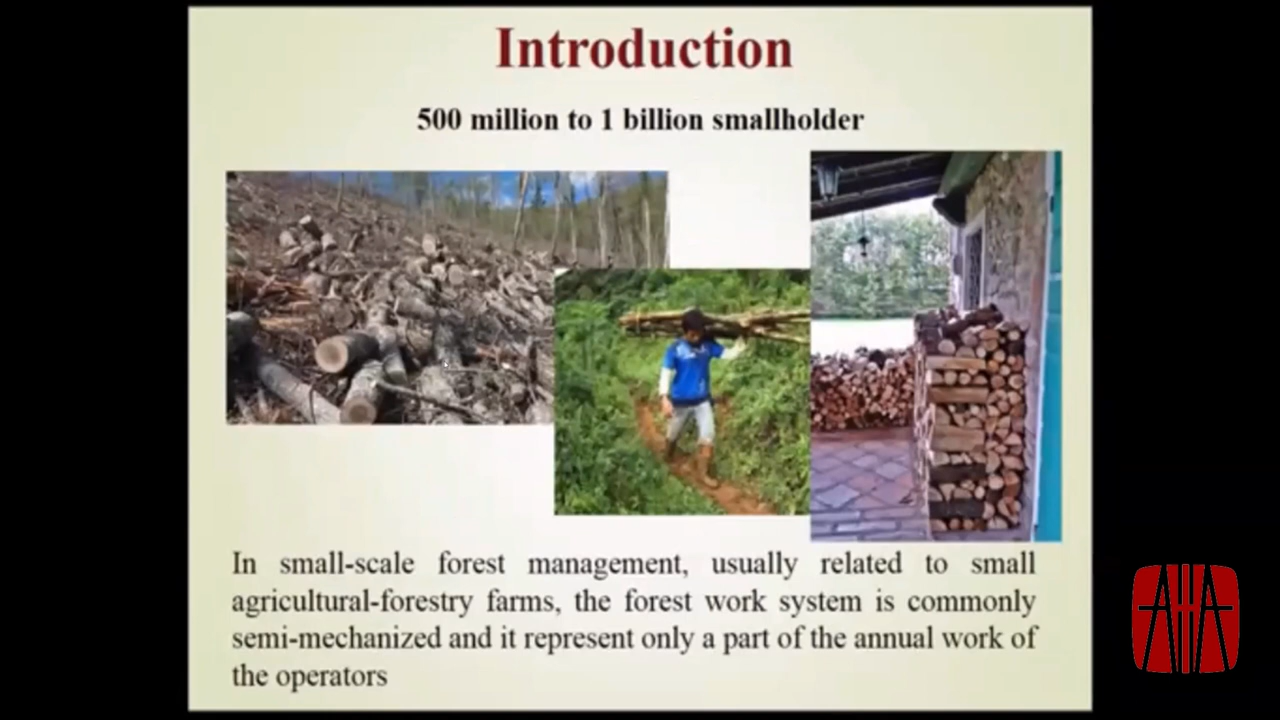 Introduction
500 million to 1 billion smallholder
In small-scale forest management, usually related to small
agricultural-forestry farms, the forest work system is commonly
semi-mechanized and it represent only a part of the annual work of
the operators
AHA